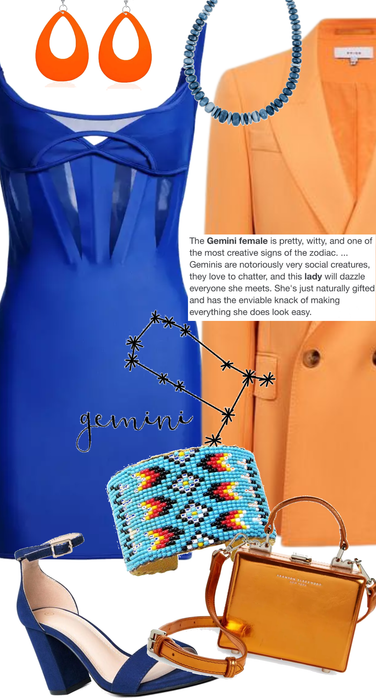 The Gemini female is pretty, witty, and one of
the most creative signs of the zodiac. ...
Geminis are notoriously very social creatures,
they love to chatter, and this lady will dazzle
everyone she meets. She's just naturally gifted
and has the enviable knack of making
everything she does look easy.
gemini